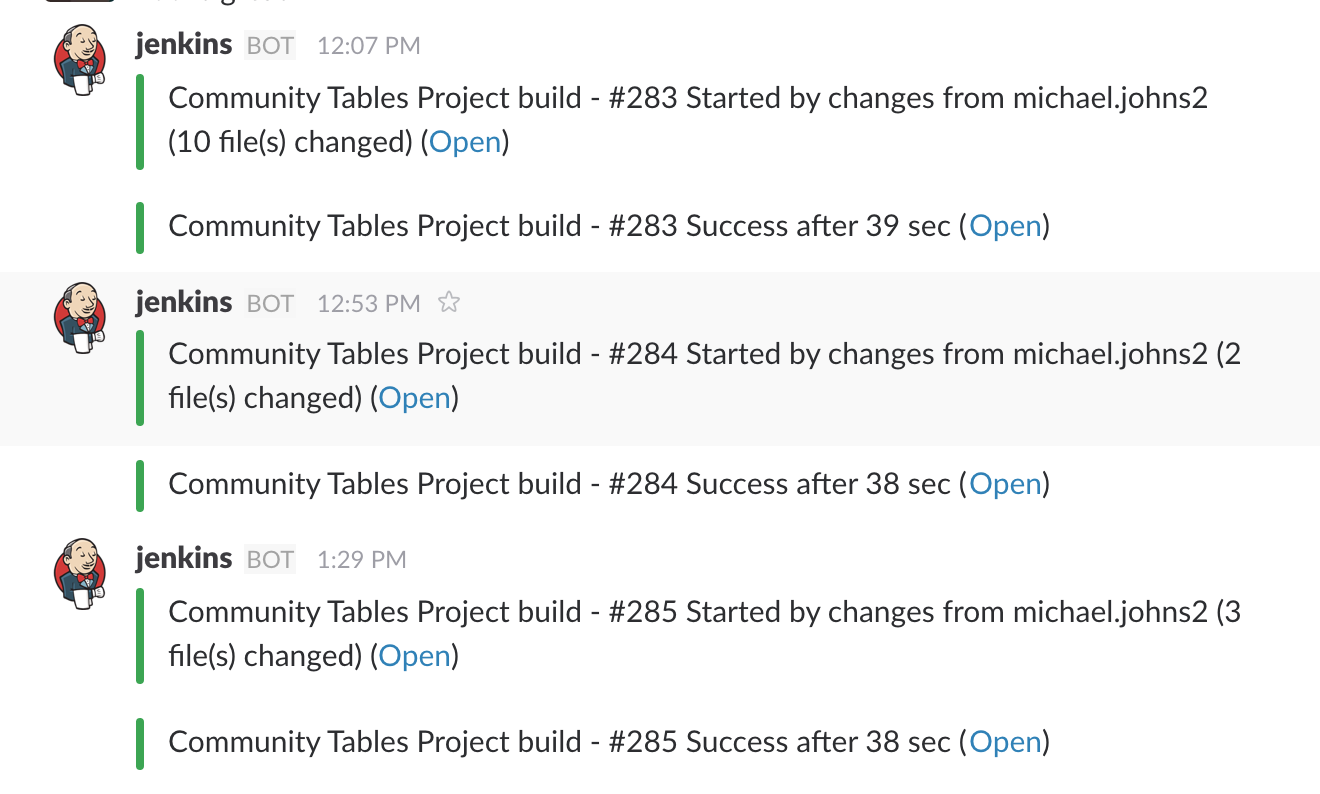 jenkins BOT 12:07 PM
Community Tables Project build - #283 Started by changes from michael.johns2
(10 file(s) changed) (Open)
Community Tables Project build - #283 Success after 39 sec (Open)
jenkins BOT 12:53 PM
Community Tables Project build - #284 Started by changes from michael.johns2 (2
file(s) changed) (Open)
Community Tables Project build - #284 Success after 38 sec (Open)
jenkins BOT 1:29 PM
Community Tables Project build - #285 Started by changes from michael.johns2 (3
file(s) changed) (Open)
Community Tables Project build - #285 Success after 38 sec (Open)